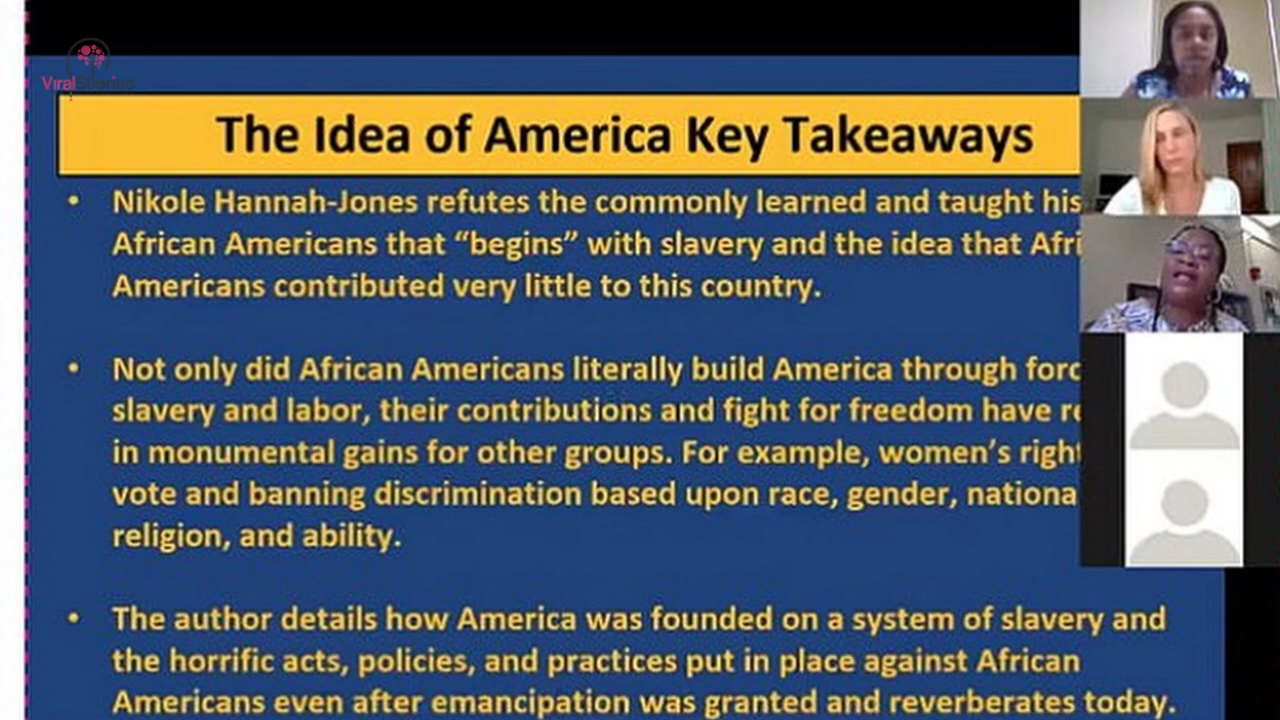 Viral Stories
The Idea of America Key Takeaways
• Nikole Hannah-Jones refutes the commonly learned and taught his
African Americans that “begins” with slavery and the idea that Afri
Americans contributed very little to this country.
• Not only did African Americans literally build America through forc
slavery and labor, their contributions and fight for freedom have re
in monumental gains for other groups. For example, women’s right
vote and banning discrimination based upon race, gender, nationa
religion, and ability.
• The author details how America was founded on a system of slavery and
the horrific acts, policies, and practices put in place against African
Americans even after emancipation was granted and reverberates today.